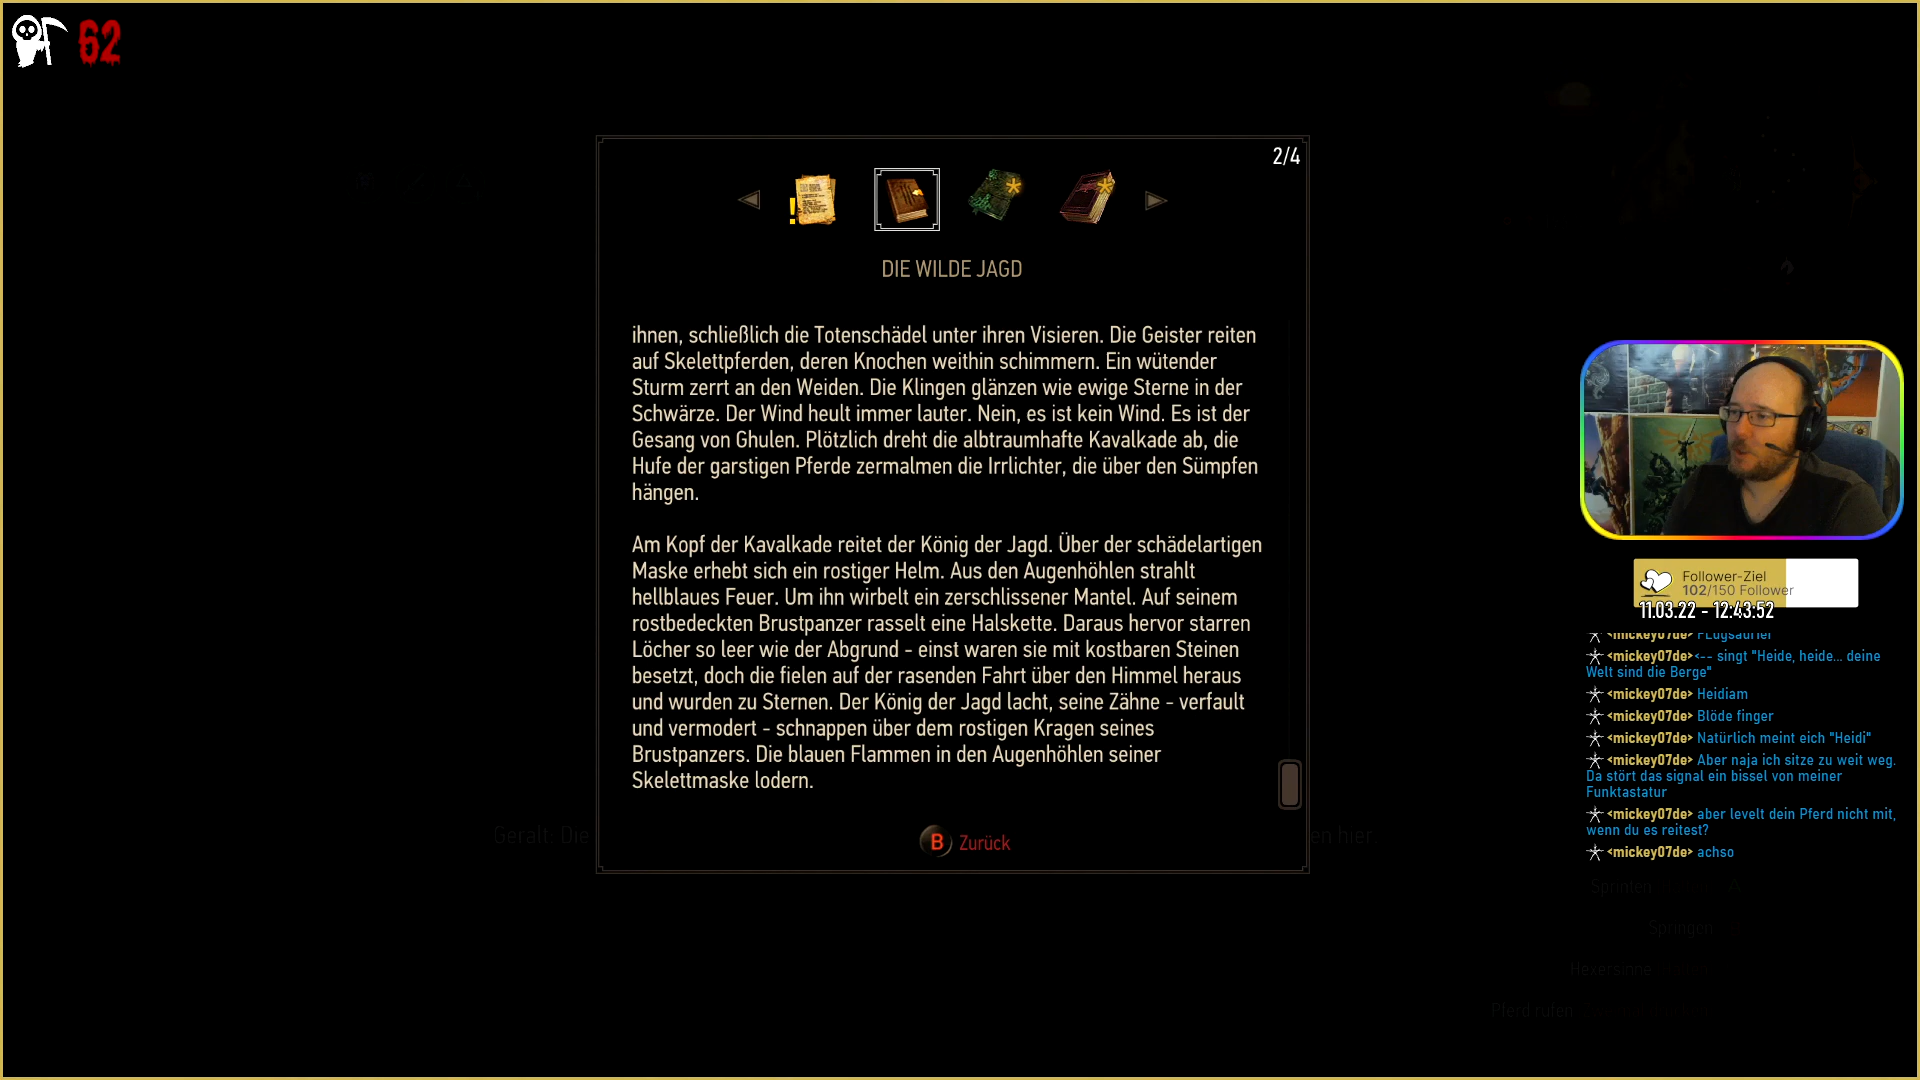 62
2/4
DIE WILDE JAGD
ihnen, schließlich die Totenschädel unter ihren Visieren. Die Geister reiten
auf Skelettpferden, deren Knochen weithin schimmern. Ein wütender
Sturm zerrt an den Weiden. Die Klingen glänzen wie ewige Sterne in der
Schwärze. Der Wind heult immer lauter. Nein, es ist kein Wind. Es ist der
Gesang von Ghulen. Plötzlich dreht die albtraumhafte Kavalkade ab, die
Hufe der garstigen Pferde zermalmen die Irrlichter, die über den Sümpfen
hängen.
Am Kopf der Kavalkade reitet der König der Jagd. Über der schädelartigen
Maske erhebt sich ein rostiger Helm. Aus den Augenhöhlen strahlt
hellblaues Feuer. Um ihn wirbelt ein zerschlissener Mantel. Auf seinem
rostbedeckten Brustpanzer rasselt eine Halskette. Daraus hervor starren
Löcher so leer wie der Abgrund - einst waren sie mit kostbaren Steinen
besetzt, doch die fielen auf der rasenden Fahrt über den Himmel heraus
und wurden zu Sternen. Der König der Jagd lacht, seine Zähne - verfault
und vermodert - schnappen über dem rostigen Kragen seines
Brustpanzers. Die blauen Flammen in den Augenhöhlen seiner
Skelettmaske lodern.
B Zurück
Geralt: Die
en hier
Follower-Ziel
102/150 Follower
11.03.22 - 12:43:52
<mickey07de> FLugsaurier
<mickey07de> <-- singt "Heide, heide... deine
Welt sind die Berge"
<mickey07de> Heidiam
<mickey07de> Blöde finger
<mickey07de> Natürlich meint eich "Heidi"
<mickey07de> Aber naja ich sitze zu weit weg.
Da stört das signal ein bissel von meiner
Funktastatur
<mickey07de> aber levelt dein Pferd nicht mit,
wenn du es reitest?
<mickey07de> achso
Sprinten
Springen
Hexersinne
Pferd rufen